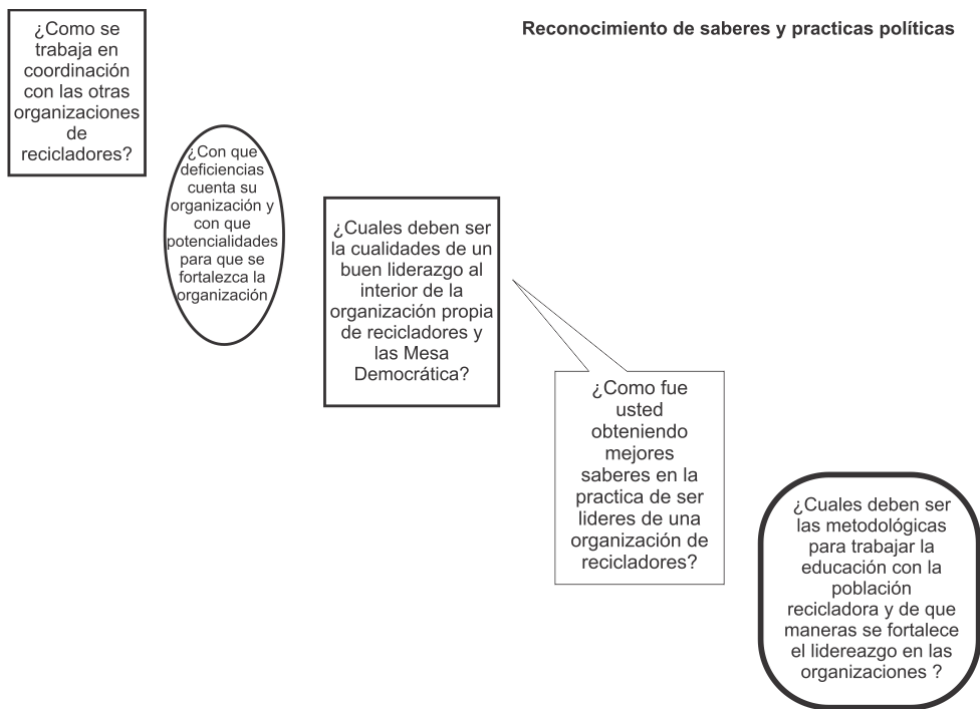 Reconocimiento de saberes y practicas políticas
¿Como se
trabaja en
coordinación
con las otras
organizaciones
de
recicladores?
¿Con que
deficiencias
cuenta su
organización y
con que
potencialidades
para que se
fortalezca la
organización
¿Cuales deben ser
la cualidades de un
buen liderazgo al
interior de la
organización propia
de recicladores y
las Mesa
Democrática?
¿Como fue
usted
obteniendo
mejores
saberes en la
practica de ser
lideres de una
organización de
recicladores?
¿Cuales deben ser
las metodológicas
para trabajar la
educación con la
población
recicladora y de que
maneras se fortalece
el lidereazgo en las
organizaciones ?